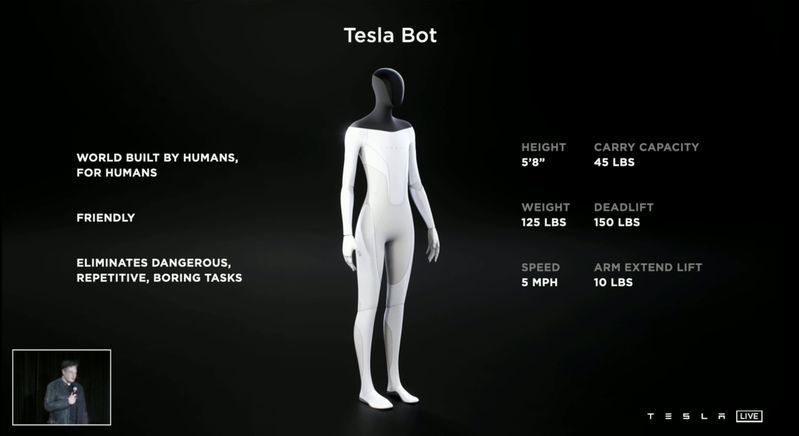 Tesla Bot
WORLD BUILT BY HUMANS,
FOR HUMANS
FRIENDLY
ELIMINATES DANGEROUS,
REPETITIVE, BORING TASKS
HEIGHT
5'8"
CARRY CAPACITY
45 LBS
WEIGHT
125 LBS
DEADLIFT
150 LBS
SPEED
5 MPH
ARM EXTEND LIFT
10 LBS
TESLA LIVE